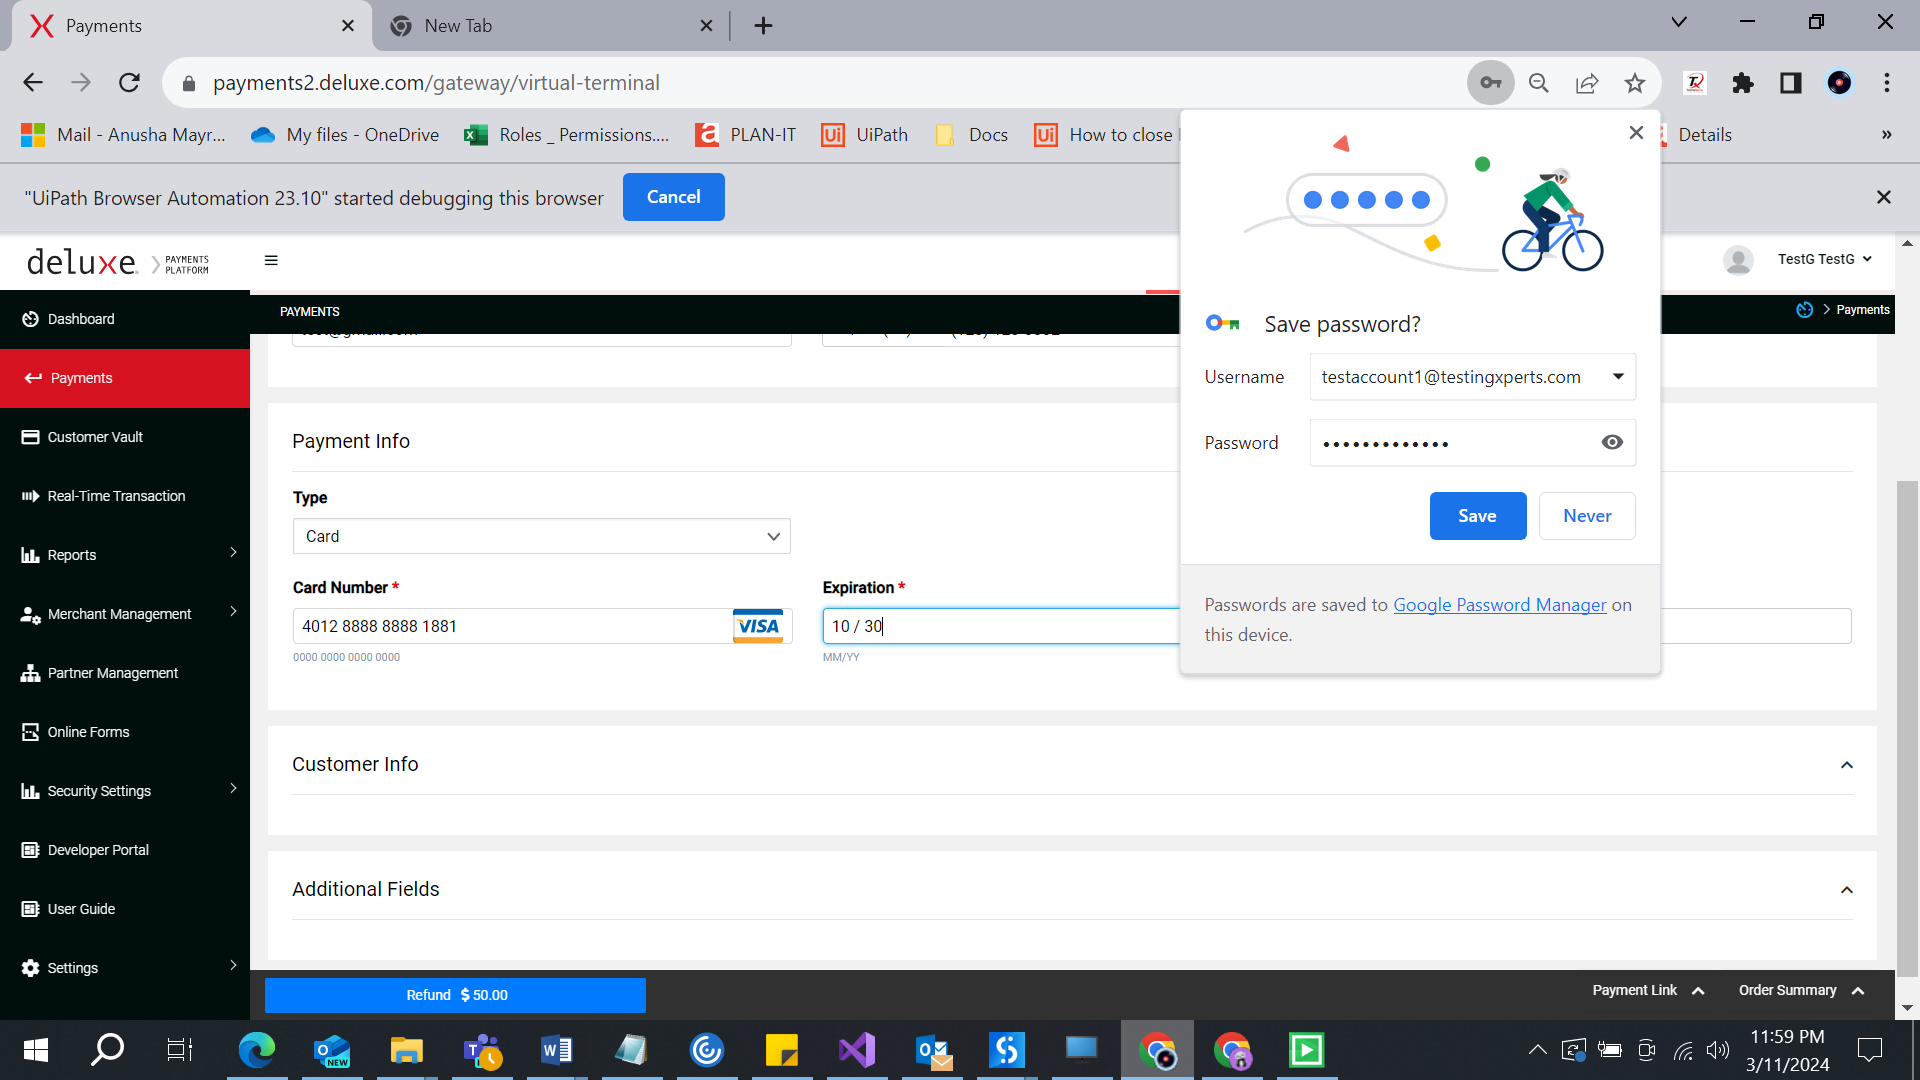 Payments
New Tab
payments2.deluxe.com/gateway/virtual-terminal
Mail - Anusha Mayr...
My files - OneDrive
Roles _ Permissions....
PLAN-IT
UiPath
Docs
How to close
Details
»
"UiPath Browser Automation 23.10" started debugging this browser
Cancel
deluxe. PAYMENTS
PLATFORM
TestG TestG
PAYMENTS
Payments
Dashboard
Payments
Customer Vault
Real-Time Transaction
Reports
Merchant Management
Partner Management
Online Forms
Security Settings
Developer Portal
User Guide
Settings
Payment Info
Type
Card
Card Number *
4012 8888 8888 1881
VISA
0000 0000 0000 0000
Expiration *
10 / 30
MM/YY
Customer Info
Additional Fields
Refund $ 50.00
Payment Link
Order Summary
Save password?
Username
testaccount1@testingxperts.com
Password
•••••••••••••
Save
Never
Passwords are saved to Google Password Manager on
this device.
NEW
11:59 PM
3/11/2024